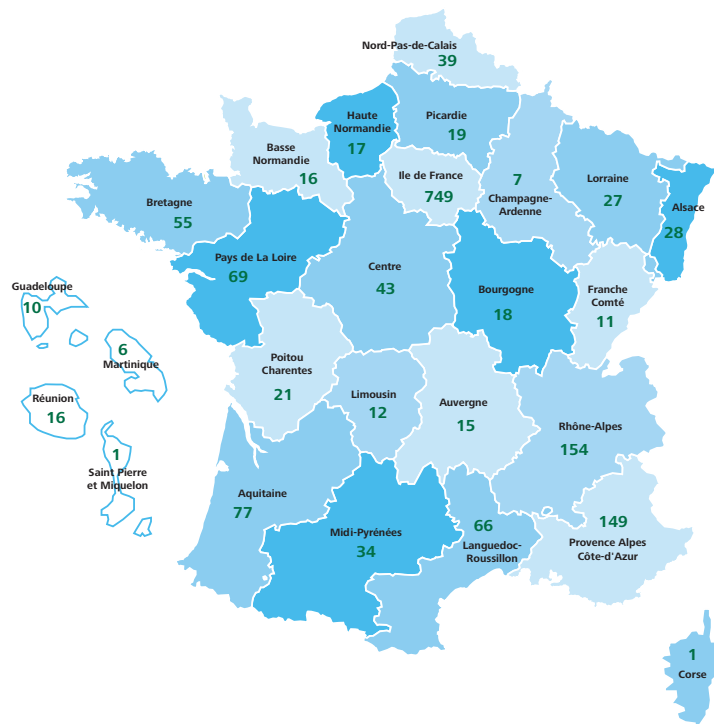 Nord-Pas-de-Calais
39
Haute
Normandie
17
Picardie
19
Basse
Normandie
16
Ile de France
749
7
Champagne-
Ardenne
Lorraine
27
Alsace
28
Bretagne
55
Pays de La Loire
69
Centre
43
Bourgogne
18
Franche
Comté
11
Guadeloupe
10
6
Martinique
Réunion
16
1
Saint Pierre
et Miquelon
Poitou
Charentes
21
Limousin
12
Auvergne
15
Rhône-Alpes
154
Aquitaine
77
Midi-Pyrénées
34
66
Languedoc-
Roussillon
149
Provence Alpes
Côte-d'Azur
1
Corse